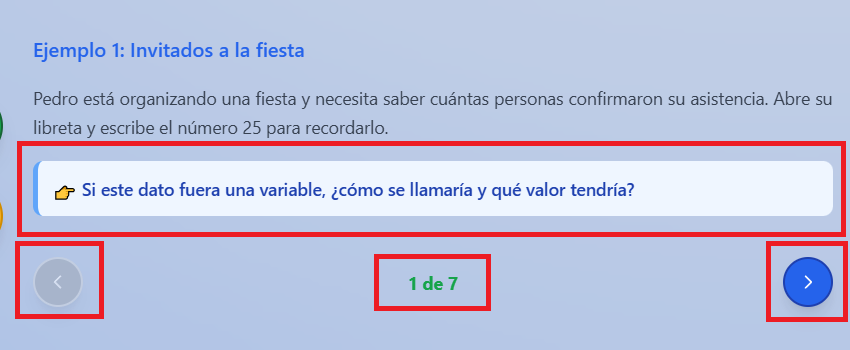 Ejemplo 1: Invitados a la fiesta
Pedro está organizando una fiesta y necesita saber cuántas personas confirmaron su asistencia. Abre su
libreta y escribe el número 25 para recordarlo.
👉 Si este dato fuera una variable, ¿cómo se llamaría y qué valor tendría?
1 de 7